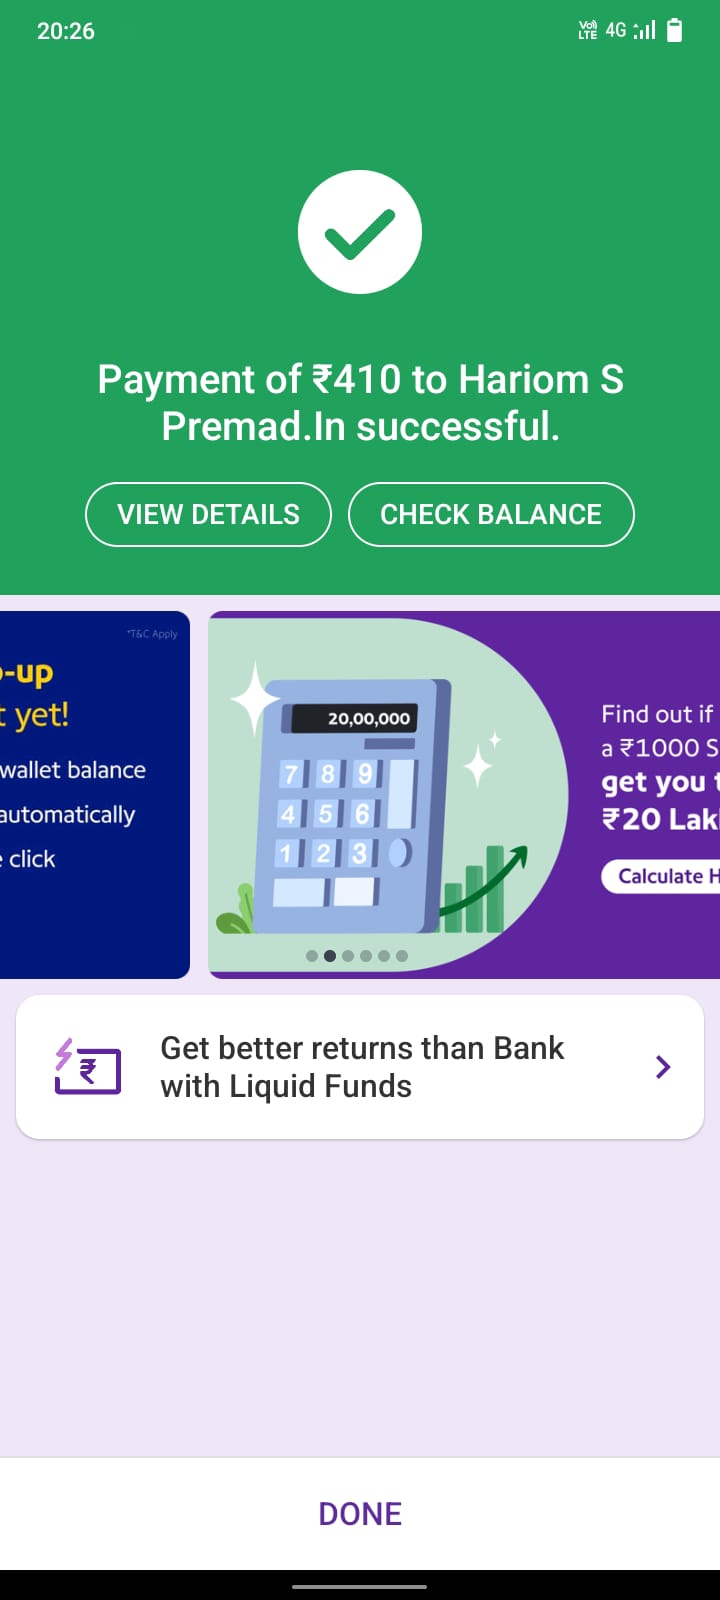 20:26
Vo) LTE 4G
Payment of ₹410 to Hariom S
Premad.In successful.
VIEW DETAILS
CHECK BALANCE
*T&C Apply
-up
yet!
wallet balance
automatically
click
20,00,000
7 8 9
4 5 6
1 2 3
Find out if
a ₹1000 S
get you t
₹20 Lak
Calculate H
₹
Get better returns than Bank
with Liquid Funds
DONE